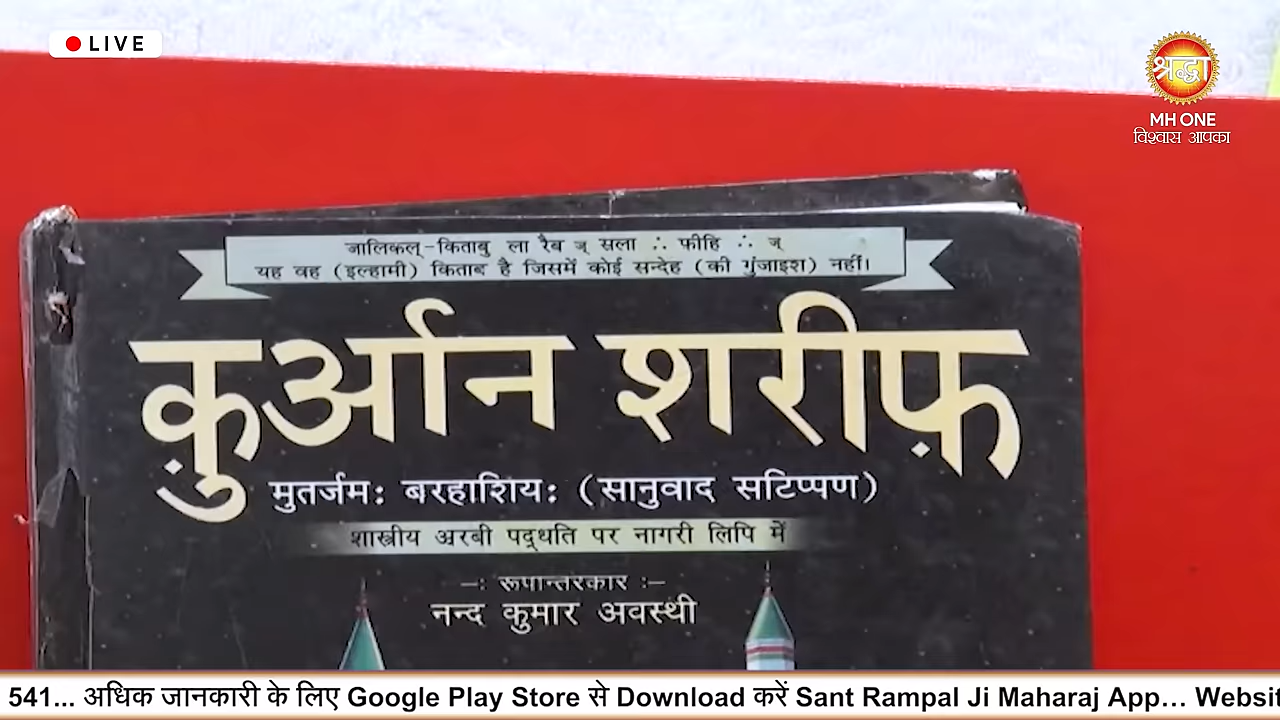 LIVE
श्रद्धा
MH ONE
विश्वास आपका
जालिकल्-किताबु ला रैब ज् सला ∴ फ़ीहि ∴ ज्
यह वह (इल्हामी) किताब है जिसमें कोई सन्देह (की गुंजाइश) नहीं।
क़ुर्आन शरीफ़
मुतर्जमः बरहाशियः (सानुवाद सटिप्पण)
शास्त्रीय अरबी पद्धति पर नागरी लिपि में
—: रूपान्तरकार :—
नन्द कुमार अवस्थी
541... अधिक जानकारी के लिए Google Play Store से Download करें Sant Rampal Ji Maharaj App... Websit